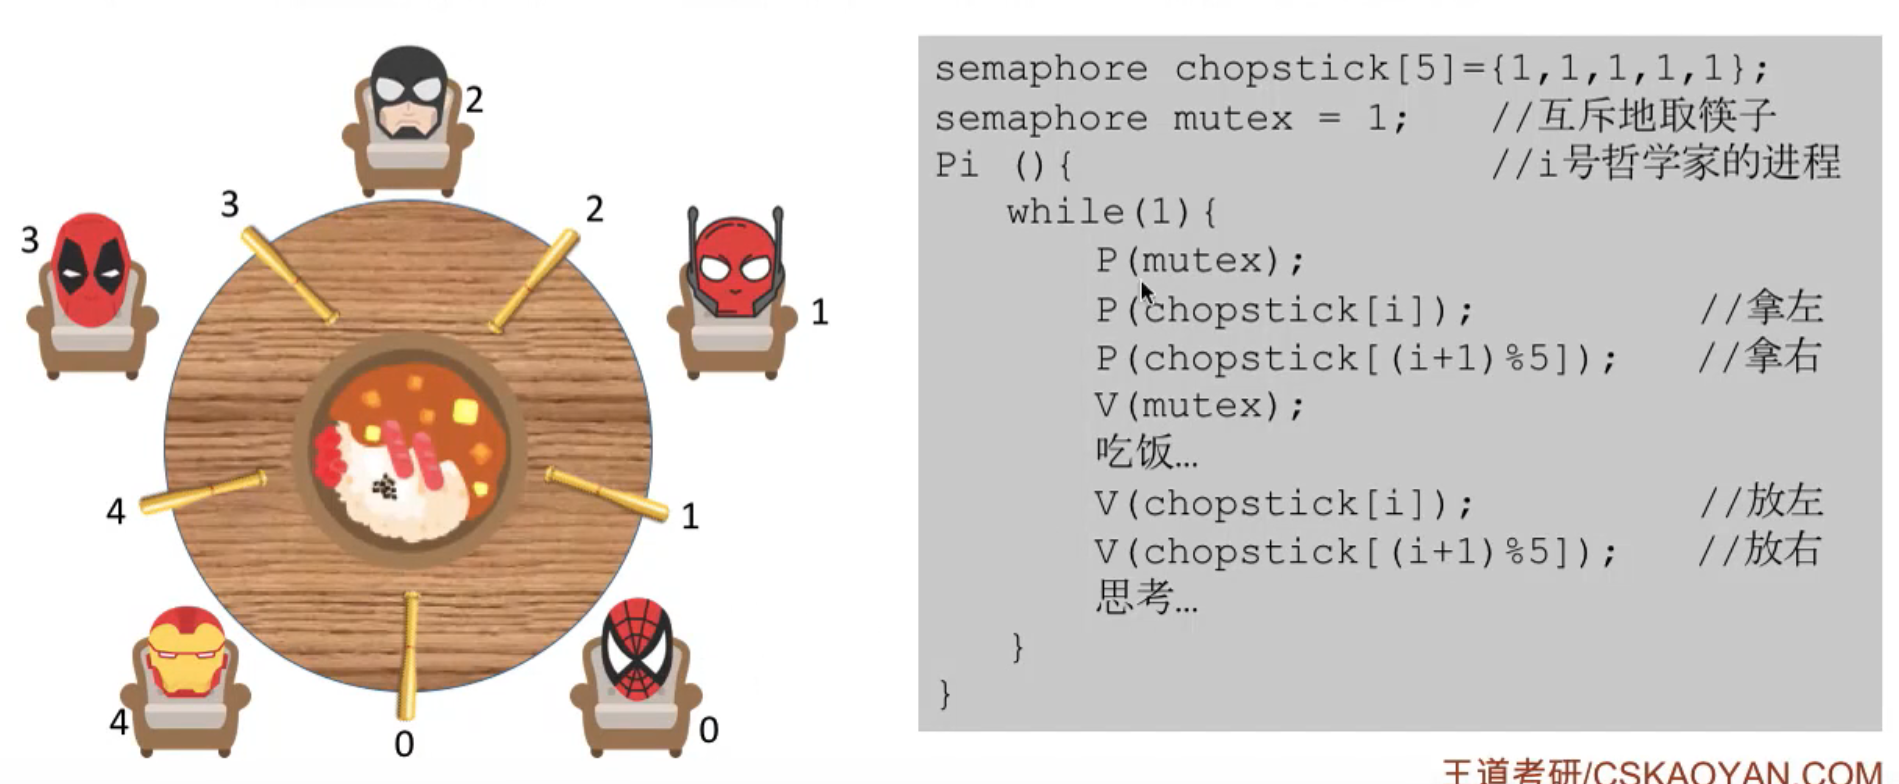 2
3
2
3
1
4
1
4
0
0
semaphore chopstick[5]={1,1,1,1,1};
semaphore mutex = 1; //互斥地取筷子
Pi (){ //i号哲学家的进程
while(1){
P(mutex);
P(chopstick[i]); //拿左
P(chopstick[(i+1)%5]); //拿右
V(mutex);
吃饭…
V(chopstick[i]); //放左
V(chopstick[(i+1)%5]); //放右
思考…
}
}
王道考研/CSKAOYAN.COM